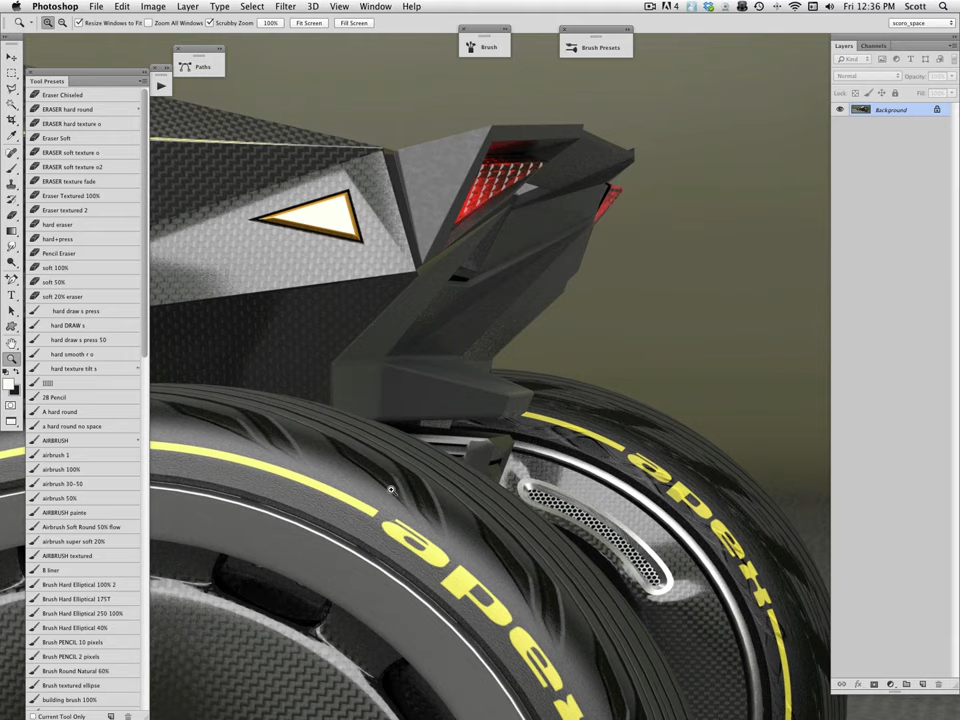 Photoshop File Edit Image Layer Type Select Filter 3D View Window Help
4 Fri 12:36 PM Scott
Resize Windows to Fit Zoom All Windows Scrubby Zoom 100% Fit Screen Fill Screen
scoro_space
Paths
Brush
Brush Presets
Tool Presets
Eraser Chiseled
ERASER hard round
ERASER hard texture o
Eraser Soft
ERASER soft texture o
ERASER soft texture o2
ERASER texture fade
Eraser Textured 100%
Eraser textured 2
hard eraser
hard+press
Pencil Eraser
soft 100%
soft 50%
soft 20% eraser
hard draw s press
hard DRAW s
hard draw s press 50
hard smooth r o
hard texture tilt s
]]]]]
2B Pencil
A hard round
a hard round no space
AIRBRUSH
airbrush 1
airbrush 100%
airbrush 30-50
airbrush 50%
AIRBRUSH painte
Airbrush Soft Round 50% flow
airbrush super soft 20%
AIRBRUSH textured
B liner
Brush Hard Elliptical 100% 2
Brush Hard Elliptical 175T
Brush Hard Elliptical 250 100%
Brush Hard Elliptical 40%
Brush PENCIL 10 pixels
Brush PENCIL 2 pixels
Brush Round Natural 60%
Brush textured ellipse
building brush 100%
Current Tool Only
Layers Channels
Kind
Normal Opacity:
Lock: Fill:
Background
apex
apex